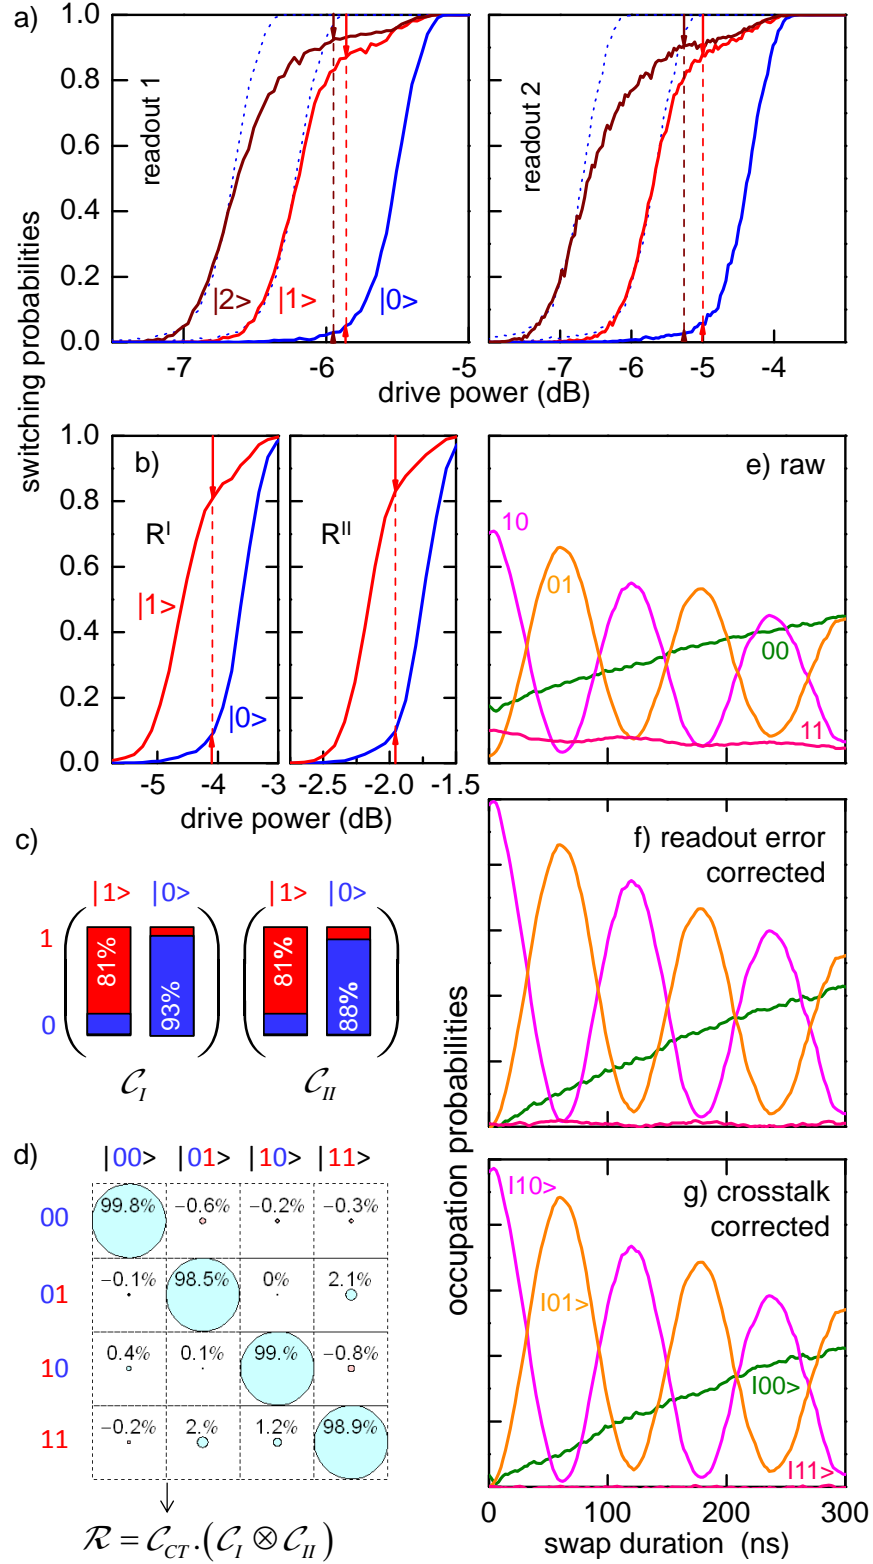 a)
switching probabilities
1.0
0.8
0.6
0.4
0.2
0.0
readout 1
|2>
|1>
|0>
-7
-6
-5
readout 2
-7
-6
-5
-4
drive power (dB)
b)
1.0
0.8
0.6
0.4
0.2
0.0
R^I
|1>
|0>
-5
-4
-3
R^II
-2.5
-2.0
-1.5
drive power (dB)
c)
|1> |0>
|1> |0>
1
0
81%
93%
81%
88%
C_I
C_II
d)
|00> |01> |10> |11>
00 99.8% −0.6% −0.2% −0.3%
01 −0.1% 98.5% 0% 2.1%
10 0.4% 0.1% 99.% −0.8%
11 −0.2% 2.% 1.2% 98.9%
R = C_CT.(C_I ⊗ C_II)
occupation probabilities
e) raw
10
01
00
11
f) readout error
corrected
g) crosstalk
corrected
|10>
|01>
|00>
|11>
0
100
200
300
swap duration (ns)